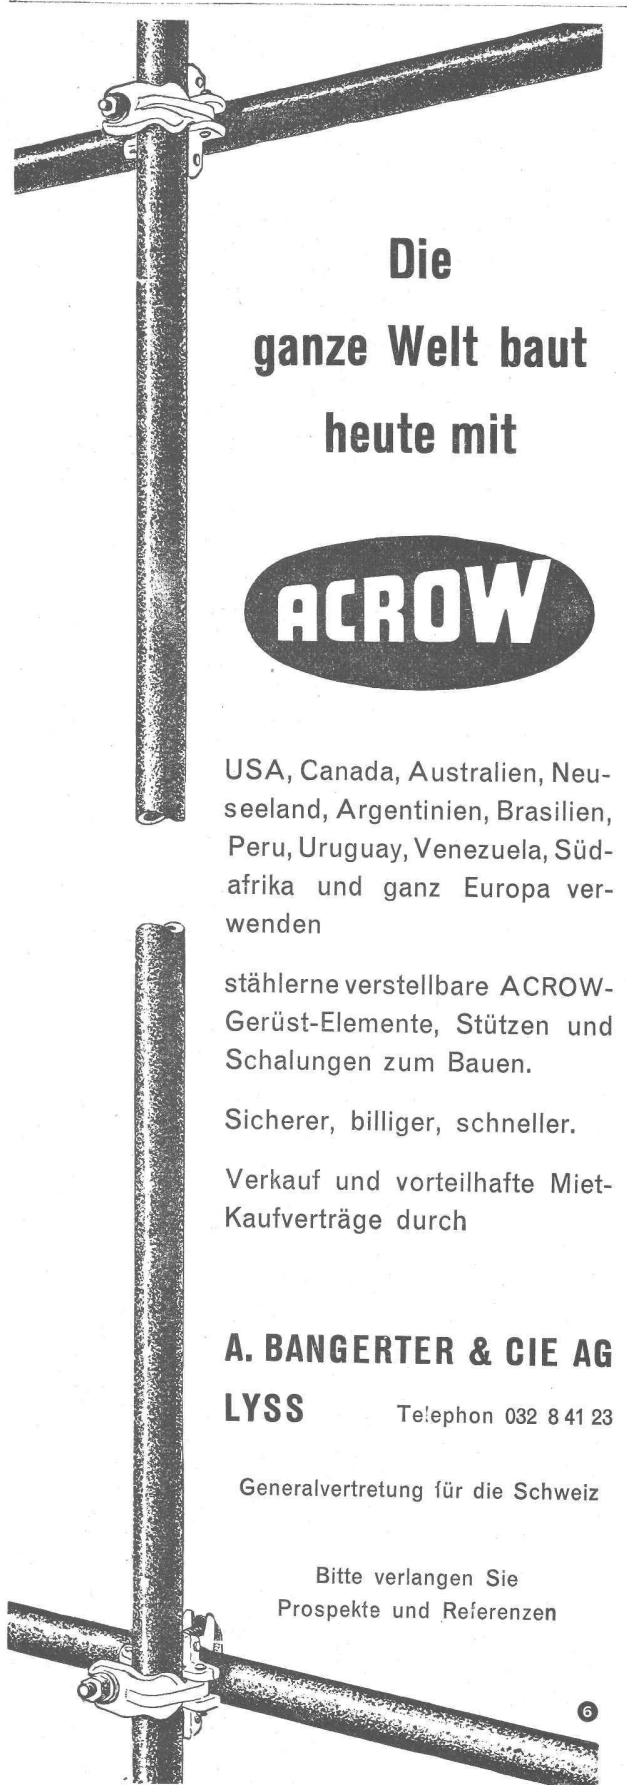 Die
ganze Welt baut
heute mit
ACROW
USA, Canada, Australien, Neu-
seeland, Argentinien, Brasilien,
Peru, Uruguay, Venezuela, Süd-
afrika und ganz Europa ver-
wenden
stählerne verstellbare ACROW-
Gerüst-Elemente, Stützen und
Schalungen zum Bauen.
Sicherer, billiger, schneller.
Verkauf und vorteilhafte Miet-
Kaufverträge durch
A. BANGERTER & CIE AG
LYSS Telephon 032 8 41 23
Generalvertretung für die Schweiz
Bitte verlangen Sie
Prospekte und Referenzen
6